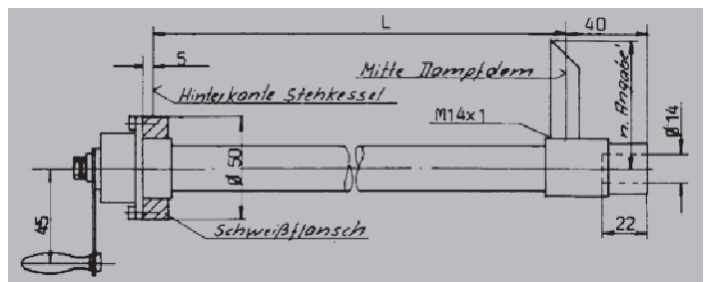 L
40
5
Mitte Dampfdom
Hinterkante Stehkessel
n. Angabe'
M14x1
Ø 14
Ø 50
45
22
Schweißflansch